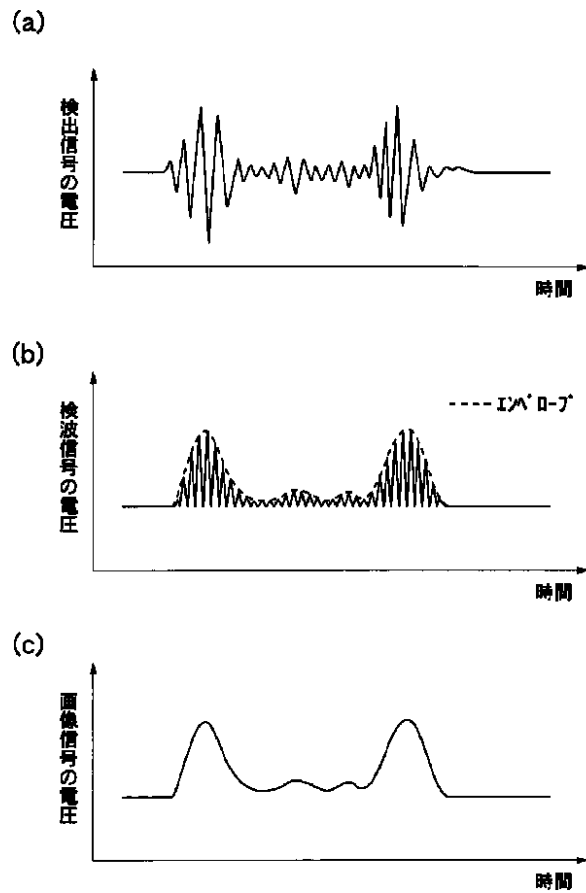 (a)
検出信号の電圧
時間
(b)
検波信号の電圧
エンベロープ
時間
(c)
画像信号の電圧
時間